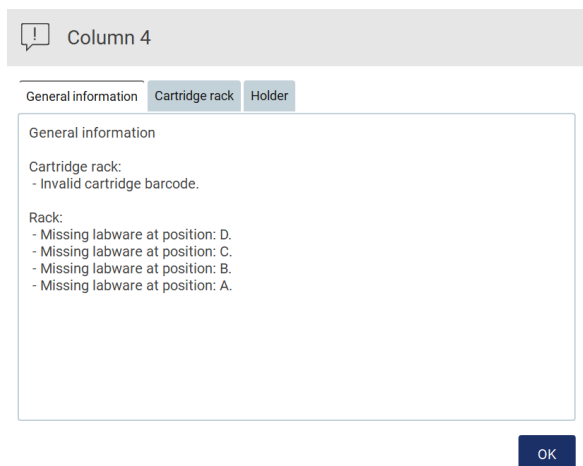 Column 4
General information Cartridge rack Holder
General information
Cartridge rack:
- Invalid cartridge barcode.
Rack:
- Missing labware at position: D.
- Missing labware at position: C.
- Missing labware at position: B.
- Missing labware at position: A.
OK